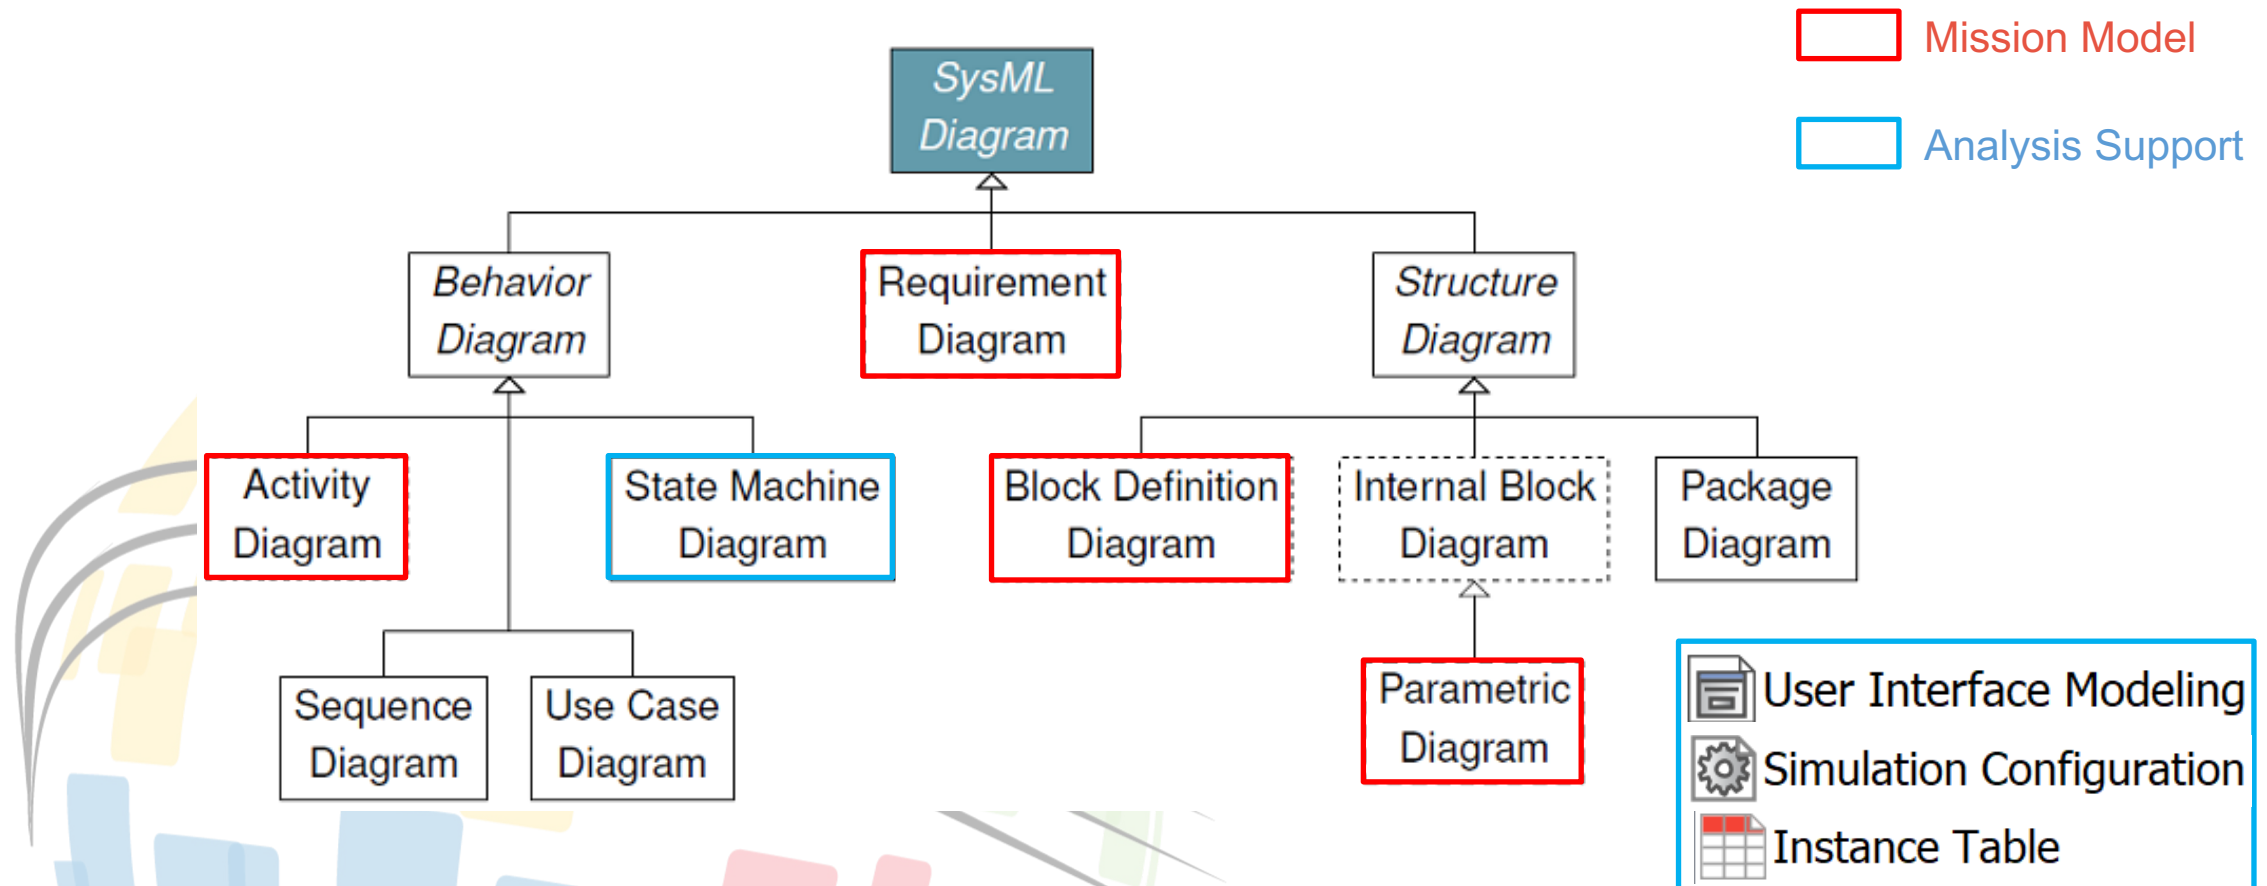 Mission Model
Analysis Support
SysML
Diagram
Behavior
Diagram
Requirement
Diagram
Structure
Diagram
Activity
Diagram
State Machine
Diagram
Block Definition
Diagram
Internal Block
Diagram
Package
Diagram
Sequence
Diagram
Use Case
Diagram
Parametric
Diagram
User Interface Modeling
Simulation Configuration
Instance Table